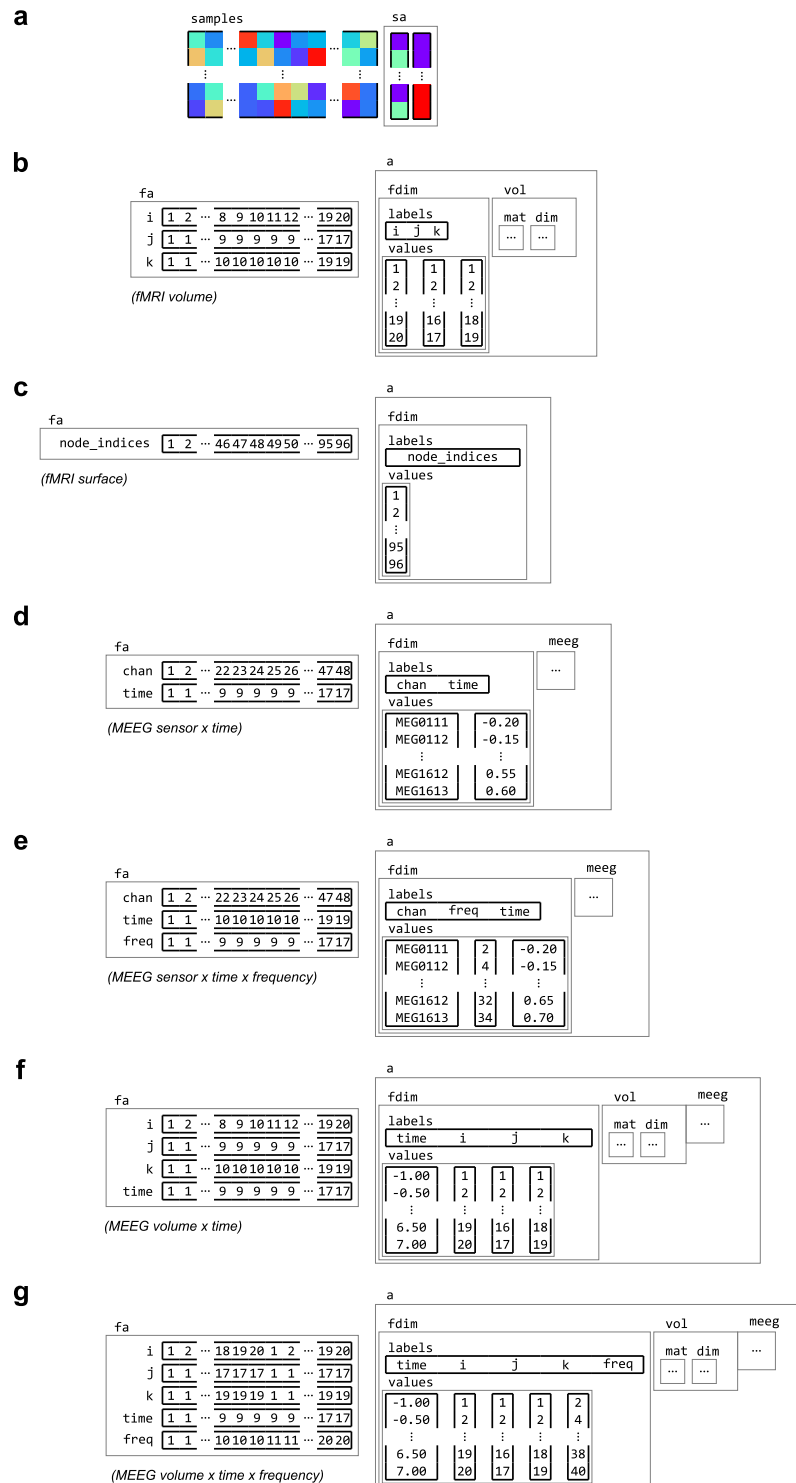 a
samples
sa
... ...
⋮ ⋮ ⋮ ⋮ ⋮
... ...
b
a
fa
fdim
vol
i 1 2 ... 8 9 10 11 12 ... 19 20
j 1 1 ... 9 9 9 9 9 ... 17 17
k 1 1 ... 10 10 10 10 10 ... 19 19
(fMRI volume)
labels
i j k
mat dim
... ...
values
1 1 1
2 2 2
⋮ ⋮ ⋮
19 16 18
20 17 19
c
a
fa
fdim
node_indices 1 2 ... 46 47 48 49 50 ... 95 96
(fMRI surface)
labels
node_indices
values
1
2
⋮
95
96
d
a
fa
fdim
meeg
...
chan 1 2 ... 22 23 24 25 26 ... 47 48
time 1 1 ... 9 9 9 9 9 ... 17 17
(MEEG sensor x time)
labels
chan time
values
MEG0111 -0.20
MEG0112 -0.15
⋮ ⋮
MEG1612 0.55
MEG1613 0.60
e
a
fa
fdim
meeg
...
chan 1 2 ... 22 23 24 25 26 ... 47 48
time 1 1 ... 10 10 10 10 10 ... 19 19
freq 1 1 ... 9 9 9 9 9 ... 17 17
(MEEG sensor x time x frequency)
labels
chan freq time
values
MEG0111 2 -0.20
MEG0112 4 -0.15
⋮ ⋮ ⋮
MEG1612 32 0.65
MEG1613 34 0.70
f
a
fa
fdim
vol
meeg
...
i 1 2 ... 8 9 10 11 12 ... 19 20
j 1 1 ... 9 9 9 9 9 ... 17 17
k 1 1 ... 10 10 10 10 10 ... 19 19
time 1 1 ... 9 9 9 9 9 ... 17 17
(MEEG volume x time)
labels
time i j k
mat dim
... ...
values
-1.00 1 1 1
-0.50 2 2 2
⋮ ⋮ ⋮ ⋮
6.50 19 16 18
7.00 20 17 19
g
a
fa
fdim
vol
meeg
...
i 1 2 ... 18 19 20 1 2 ... 19 20
j 1 1 ... 17 17 17 1 1 ... 17 17
k 1 1 ... 19 19 19 1 1 ... 19 19
time 1 1 ... 9 9 9 9 9 ... 17 17
freq 1 1 ... 10 10 10 11 11 ... 20 20
(MEEG volume x time x frequency)
labels
time i j k freq
mat dim
... ...
values
-1.00 1 1 1 2
-0.50 2 2 2 4
⋮ ⋮ ⋮ ⋮ ⋮
6.50 19 16 18 38
7.00 20 17 19 40